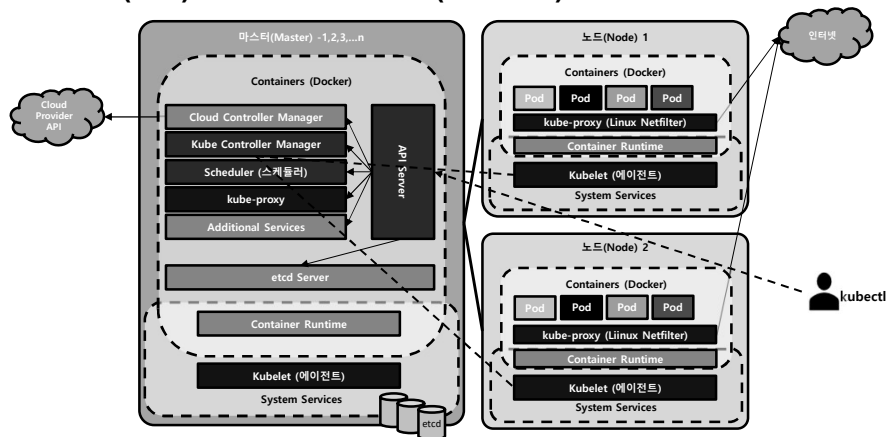 마스터(Master) -1,2,3,...n
Containers (Docker)
Cloud Controller Manager
Kube Controller Manager
Scheduler (스케듈러)
kube-proxy
Additional Services
API Server
etcd Server
Container Runtime
Kubelet (에이전트)
System Services
etcd
Cloud
Provider
API
노드(Node) 1
Containers (Docker)
Pod Pod Pod Pod
kube-proxy (Linux Netfilter)
Container Runtime
Kubelet (에이전트)
System Services
노드(Node) 2
Containers (Docker)
Pod Pod Pod Pod
kube-proxy (Liinux Netfilter)
Container Runtime
Kubelet (에이전트)
System Services
인터넷
kubectl